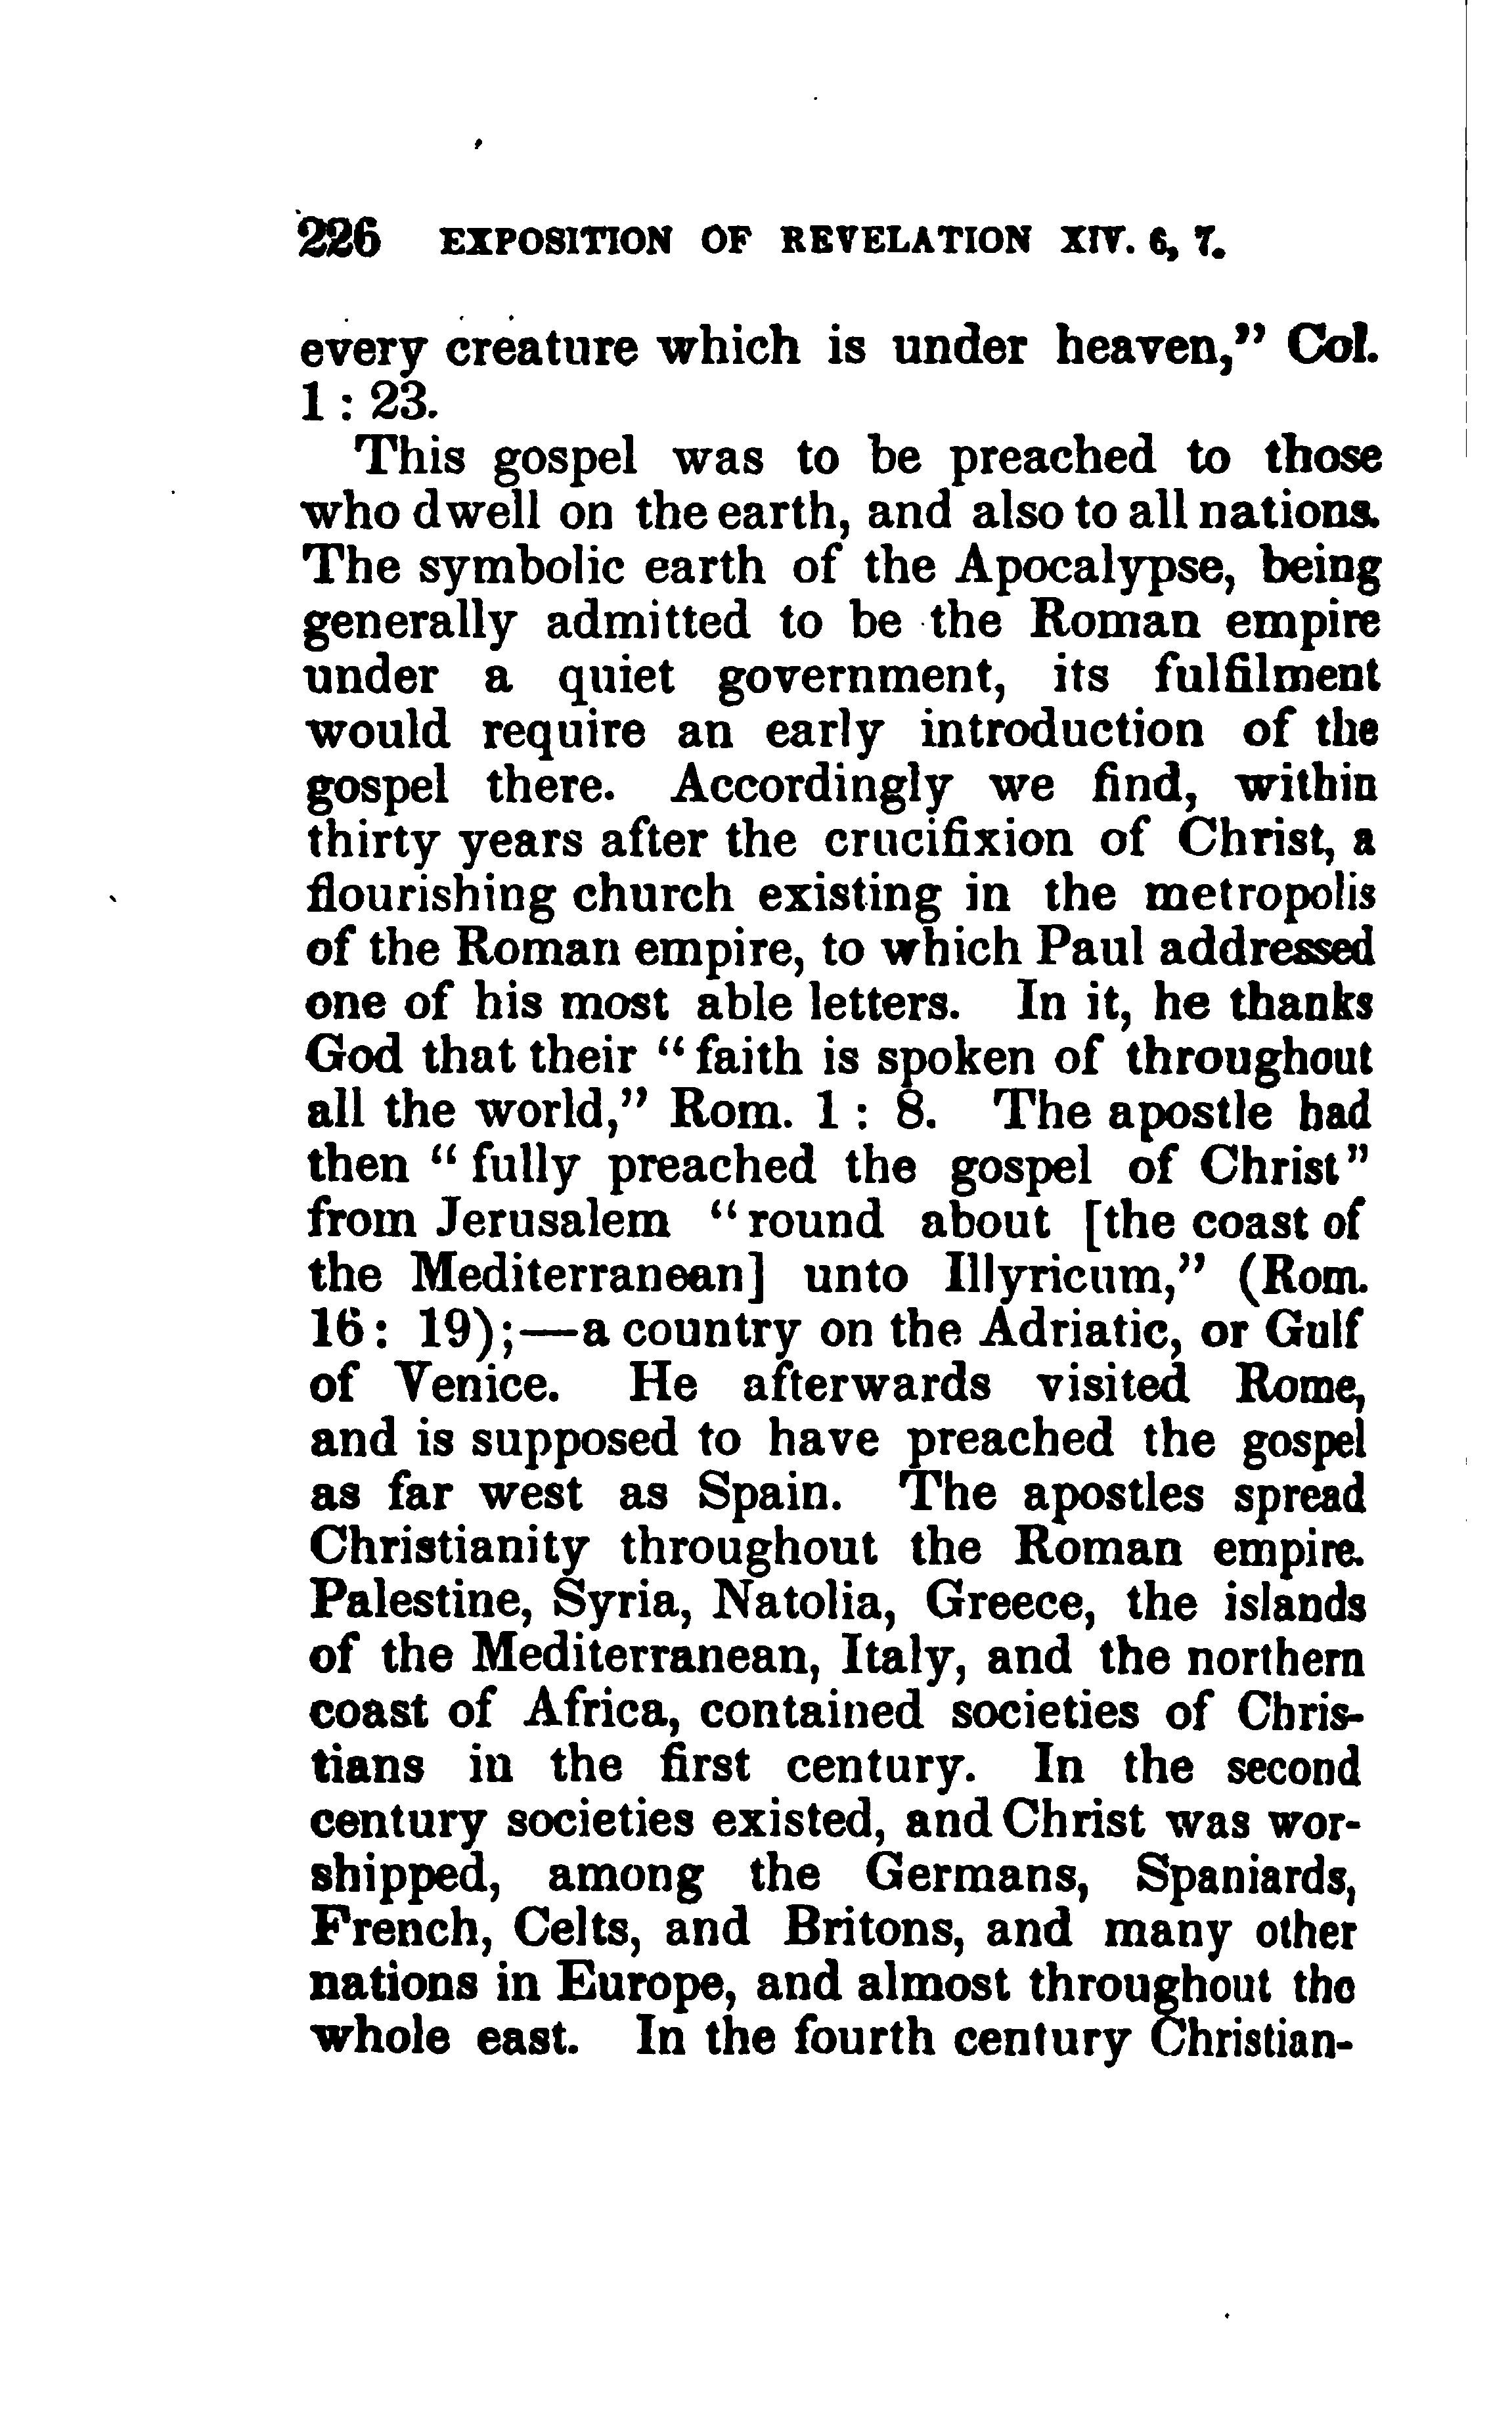 226 EXPOSITION OF REVELATION XIV. 6, 7.
every creature which is under heaven,” Col.
1 : 23.
This gospel was to be preached to those
who dwell on the earth, and also to all nations.
The symbolic earth of the Apocalypse, being
generally admitted to be the Roman empire
under a quiet government, its fulfilment
would require an early introduction of the
gospel there. Accordingly we find, within
thirty years after the crucifixion of Christ, a
flourishing church existing in the metropolis
of the Roman empire, to which Paul addressed
one of his most able letters. In it, he thanks
God that their “faith is spoken of throughout
all the world,” Rom. 1 : 8. The apostle had
then “fully preached the gospel of Christ”
from Jerusalem “round about [the coast of
the Mediterranean] unto Illyricum,” (Rom.
16 : 19);—a country on the Adriatic, or Gulf
of Venice. He afterwards visited Rome,
and is supposed to have preached the gospel
as far west as Spain. The apostles spread
Christianity throughout the Roman empire.
Palestine, Syria, Natolia, Greece, the islands
of the Mediterranean, Italy, and the northern
coast of Africa, contained societies of Chris-
tians in the first century. In the second
century societies existed, and Christ was wor-
shipped, among the Germans, Spaniards,
French, Celts, and Britons, and many other
nations in Europe, and almost throughout the
whole east. In the fourth century Christian-